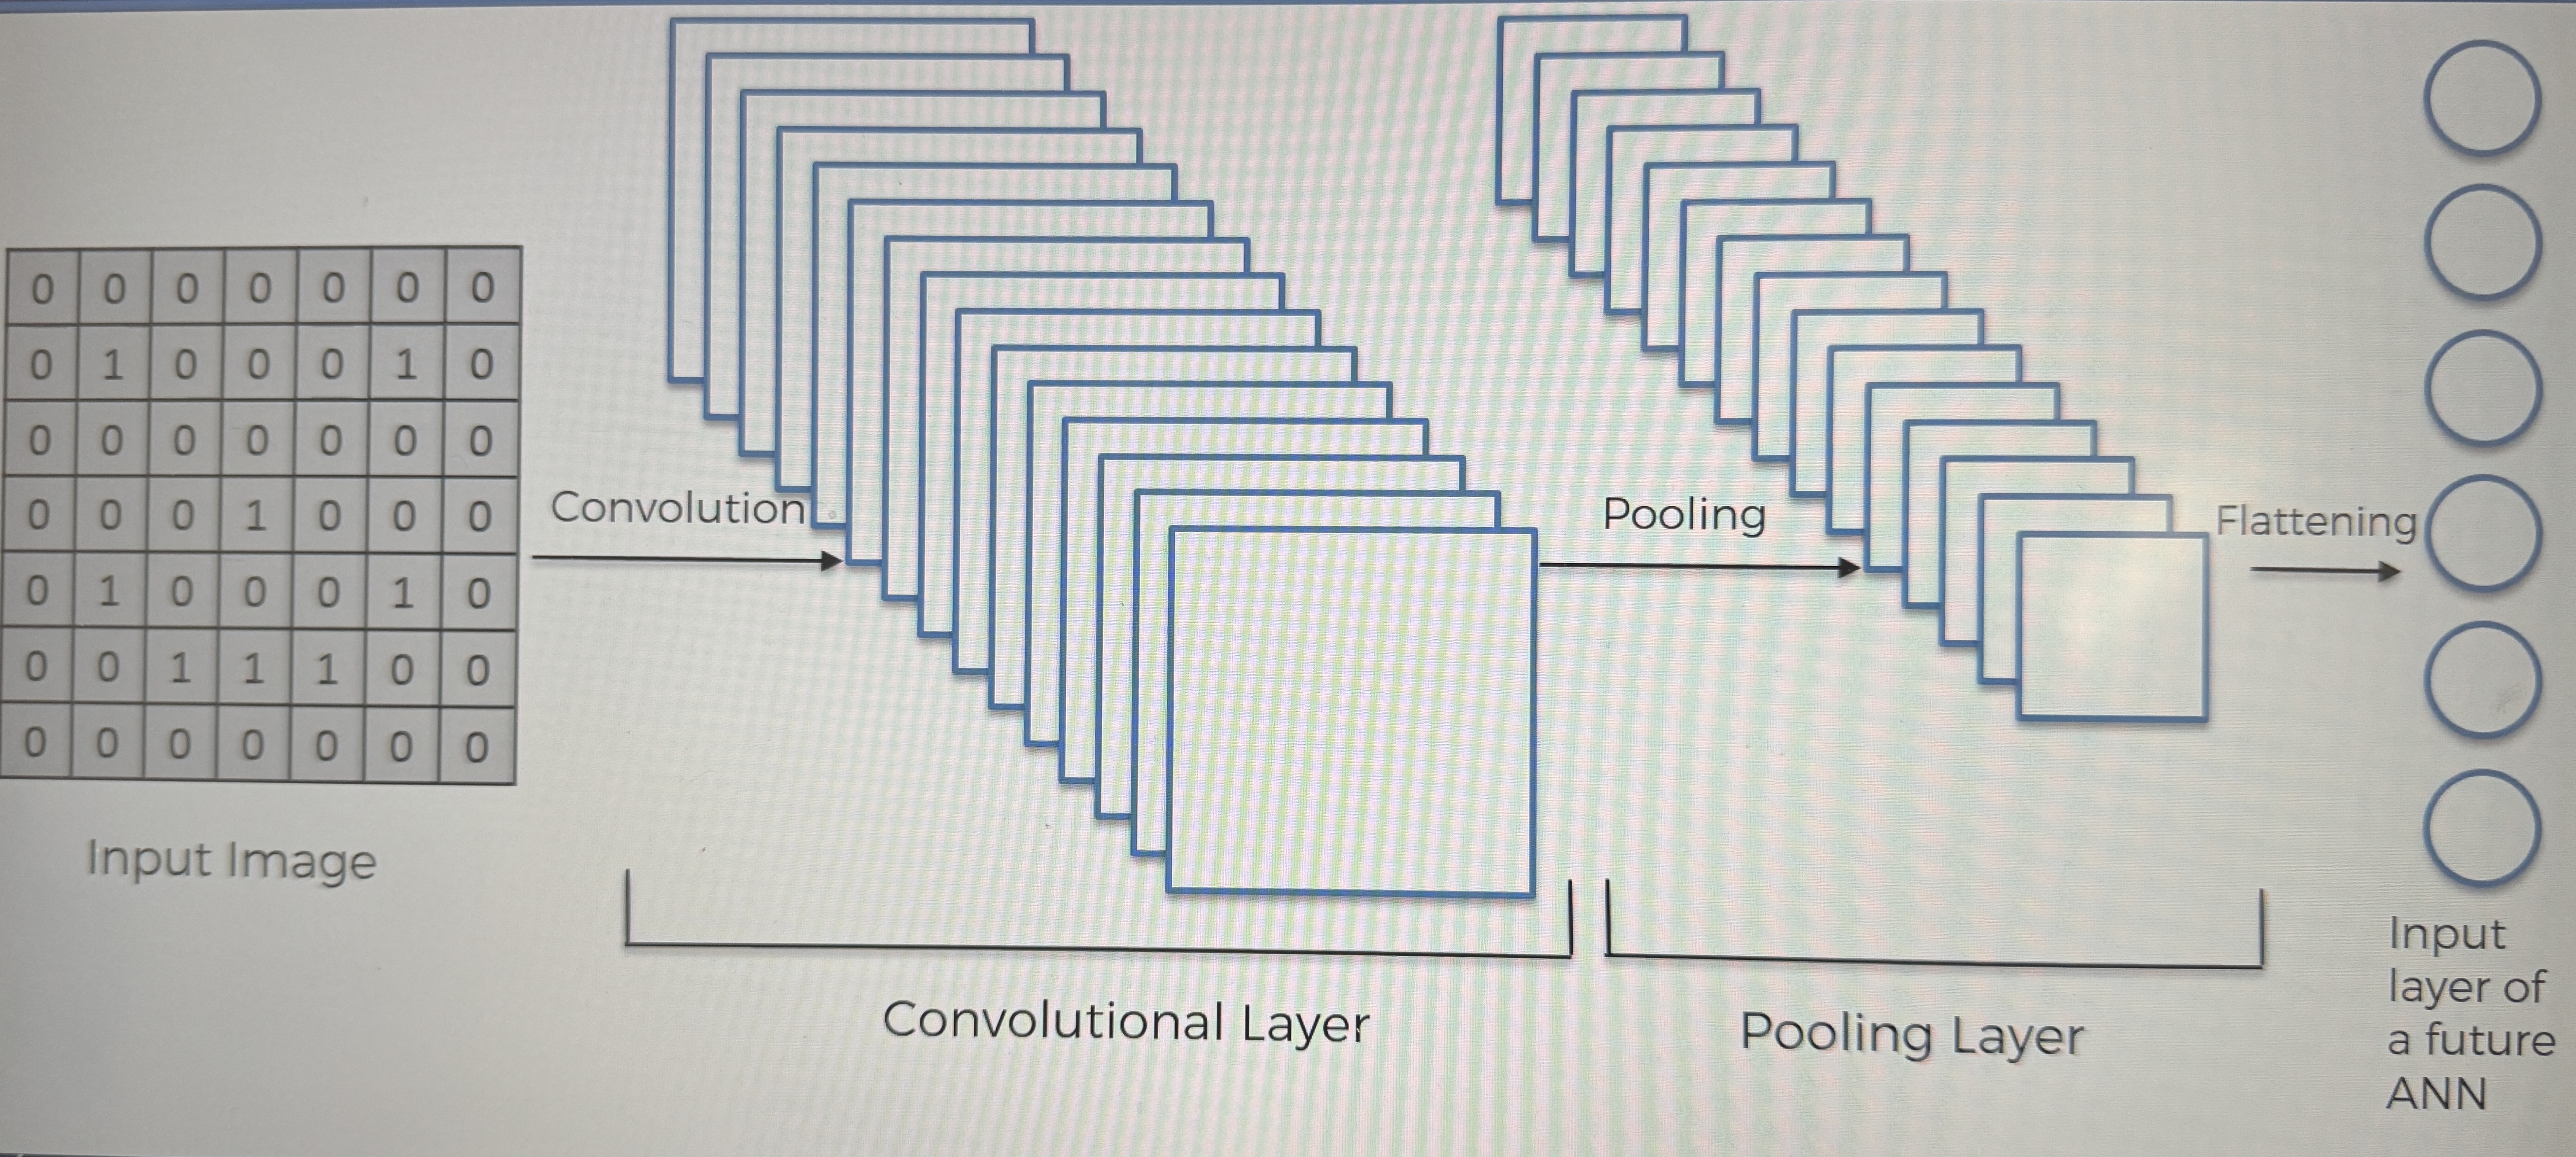 0 0 0 0 0 0 0
0 1 0 0 0 1 0
0 0 0 0 0 0 0
0 0 0 1 0 0 0
0 1 0 0 0 1 0
0 0 1 1 1 0 0
0 0 0 0 0 0 0
Input Image
Convolution
Convolutional Layer
Pooling
Pooling Layer
Flattening
Input
layer of
a future
ANN